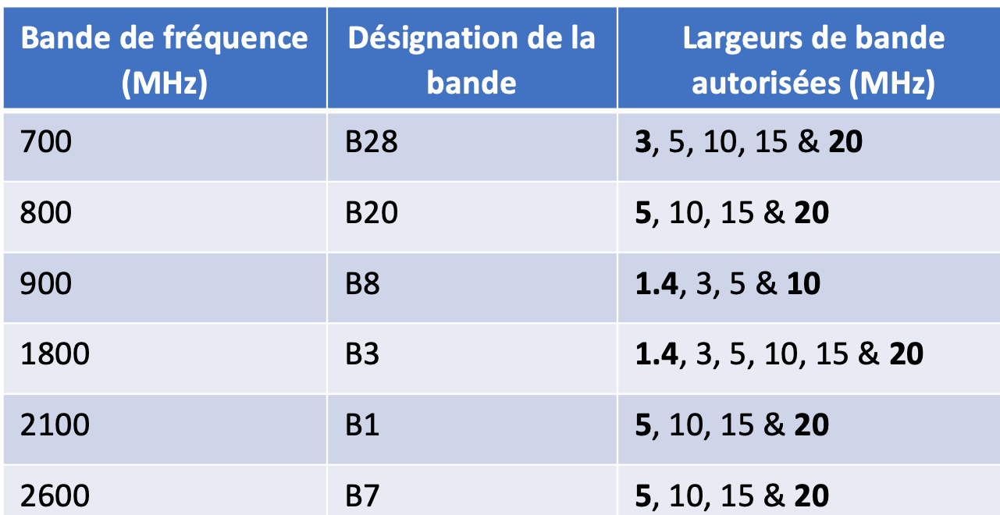 Bande de fréquence (MHz) Désignation de la bande Largeurs de bande autorisées (MHz)
700 B28 3, 5, 10, 15 & 20
800 B20 5, 10, 15 & 20
900 B8 1.4, 3, 5 & 10
1800 B3 1.4, 3, 5, 10, 15 & 20
2100 B1 5, 10, 15 & 20
2600 B7 5, 10, 15 & 20